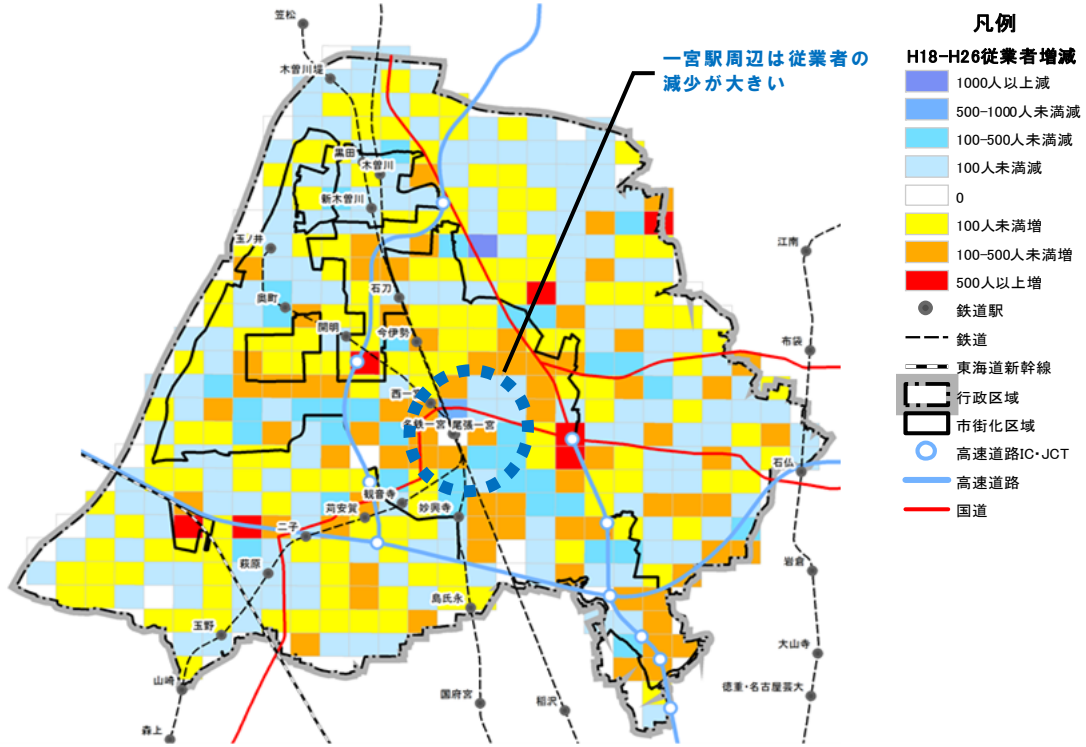 笠松
木曽川堤
一宮駅周辺は従業者の
減少が大きい
黒田
木曽川
新木曽川
玉ノ井
江南
石刀
奥町
開明
今伊勢
布袋
西一
名鉄一宮
尾張一宮
石仏
観音寺
苅安賀
妙興寺
二子
岩倉
萩原
島氏永
玉野
大山寺
山崎
国府宮
稲沢
徳重・名古屋芸大
森上
凡例
H18-H26従業者増減
1000人以上減
500-1000人未満減
100-500人未満減
100人未満減
0
100人未満増
100-500人未満増
500人以上増
鉄道駅
鉄道
東海道新幹線
行政区域
市街化区域
高速道路IC・JCT
高速道路
国道